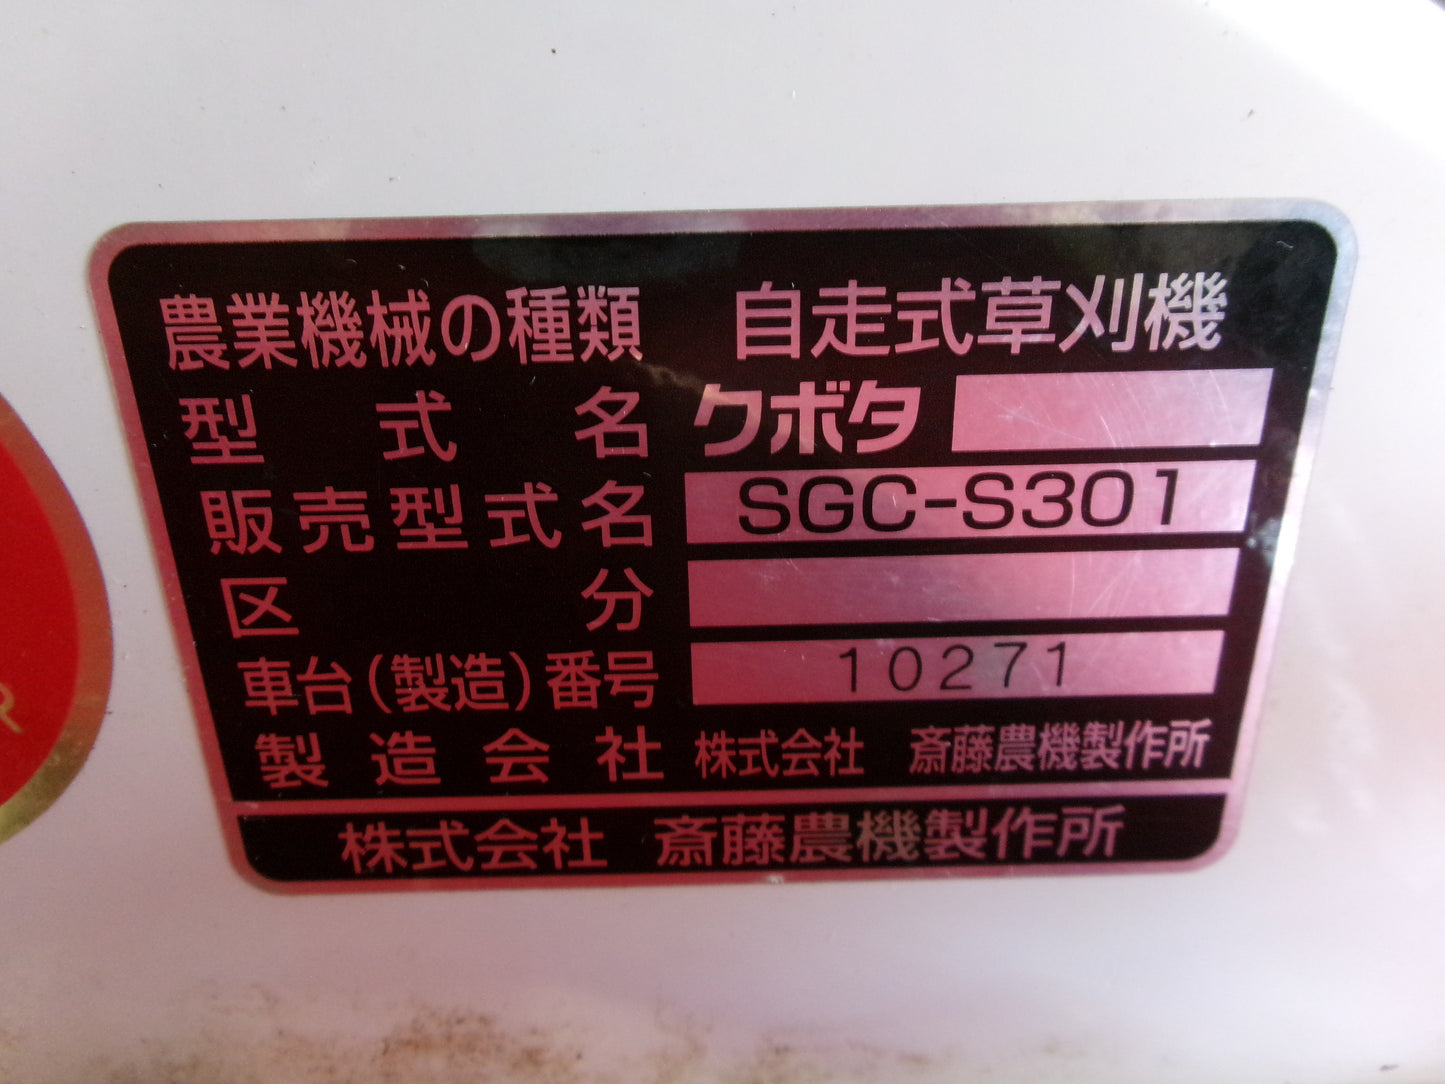 農業機械の種類 自走式草刈機
型式名 クボタ
販売型式名 SGC-S301
区分
車台(製造)番号 10271
製造会社 株式会社 斎藤農機製作所
株式会社 斎藤農機製作所
R